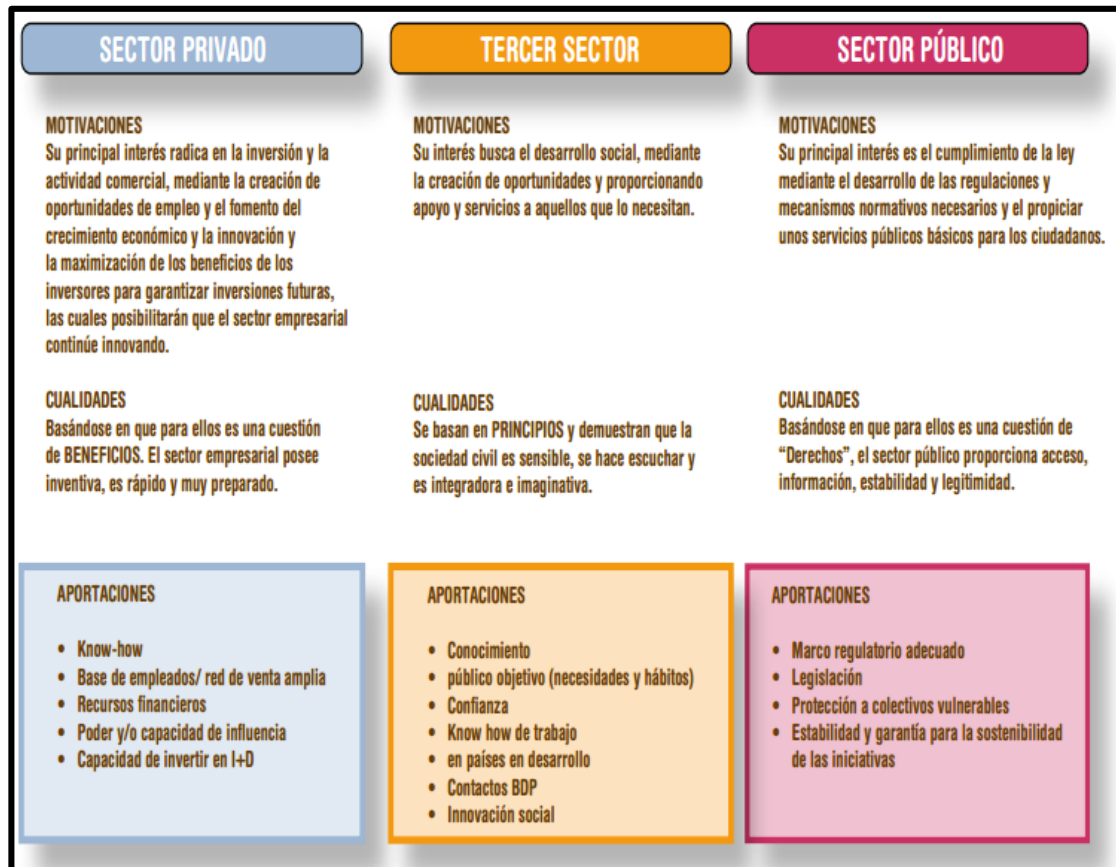 SECTOR PRIVADO
MOTIVACIONES
Su principal interés radica en la inversión y la
actividad comercial, mediante la creación de
oportunidades de empleo y el fomento del
crecimiento económico y la innovación y
la maximización de los beneficios de los
inversores para garantizar inversiones futuras,
las cuales posibilitarán que el sector empresarial
continúe innovando.
CUALIDADES
Basándose en que para ellos es una cuestión
de BENEFICIOS. El sector empresarial posee
inventiva, es rápido y muy preparado.
APORTACIONES
• Know-how
• Base de empleados/ red de venta amplia
• Recursos financieros
• Poder y/o capacidad de influencia
• Capacidad de invertir en I+D
TERCER SECTOR
MOTIVACIONES
Su interés busca el desarrollo social, mediante
la creación de oportunidades y proporcionando
apoyo y servicios a aquellos que lo necesitan.
CUALIDADES
Se basan en PRINCIPIOS y demuestran que la
sociedad civil es sensible, se hace escuchar y
es integradora e imaginativa.
APORTACIONES
• Conocimiento
• público objetivo (necesidades y hábitos)
• Confianza
• Know how de trabajo
• en países en desarrollo
• Contactos BDP
• Innovación social
SECTOR PÚBLICO
MOTIVACIONES
Su principal interés es el cumplimiento de la ley
mediante el desarrollo de las regulaciones y
mecanismos normativos necesarios y el propiciar
unos servicios públicos básicos para los ciudadanos.
CUALIDADES
Basándose en que para ellos es una cuestión de
“Derechos”, el sector público proporciona acceso,
información, estabilidad y legitimidad.
APORTACIONES
• Marco regulatorio adecuado
• Legislación
• Protección a colectivos vulnerables
• Estabilidad y garantía para la sostenibilidad
de las iniciativas